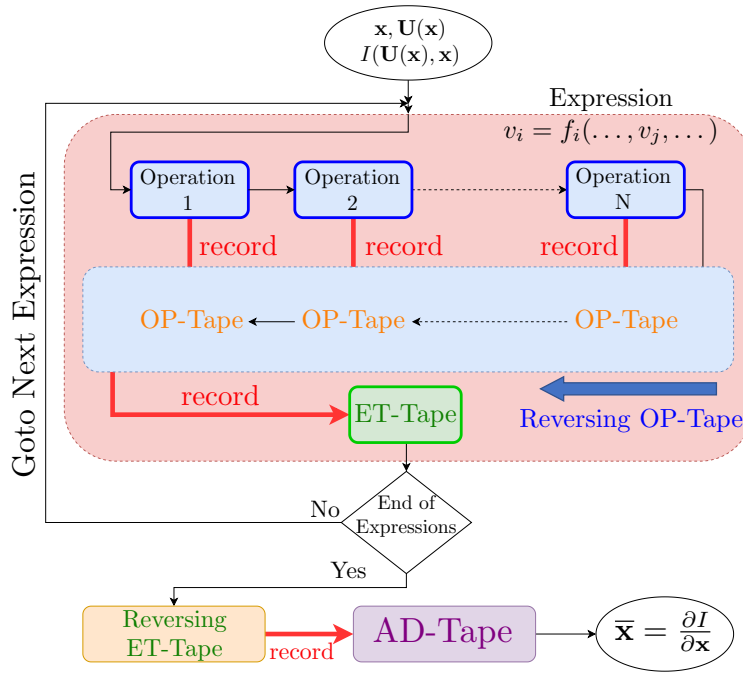 𝐱, 𝐔(𝐱)
I(𝐔(𝐱), 𝐱)
Expression
v_i = f_i(…, v_j, …)
Operation
1
Operation
2
Operation
N
record
record
record
OP-Tape
OP-Tape
OP-Tape
record
ET-Tape
Reversing OP-Tape
Goto Next Expression
End of
Expressions
No
Yes
Reversing
ET-Tape
record
AD-Tape
x̅ = ∂I/∂𝐱